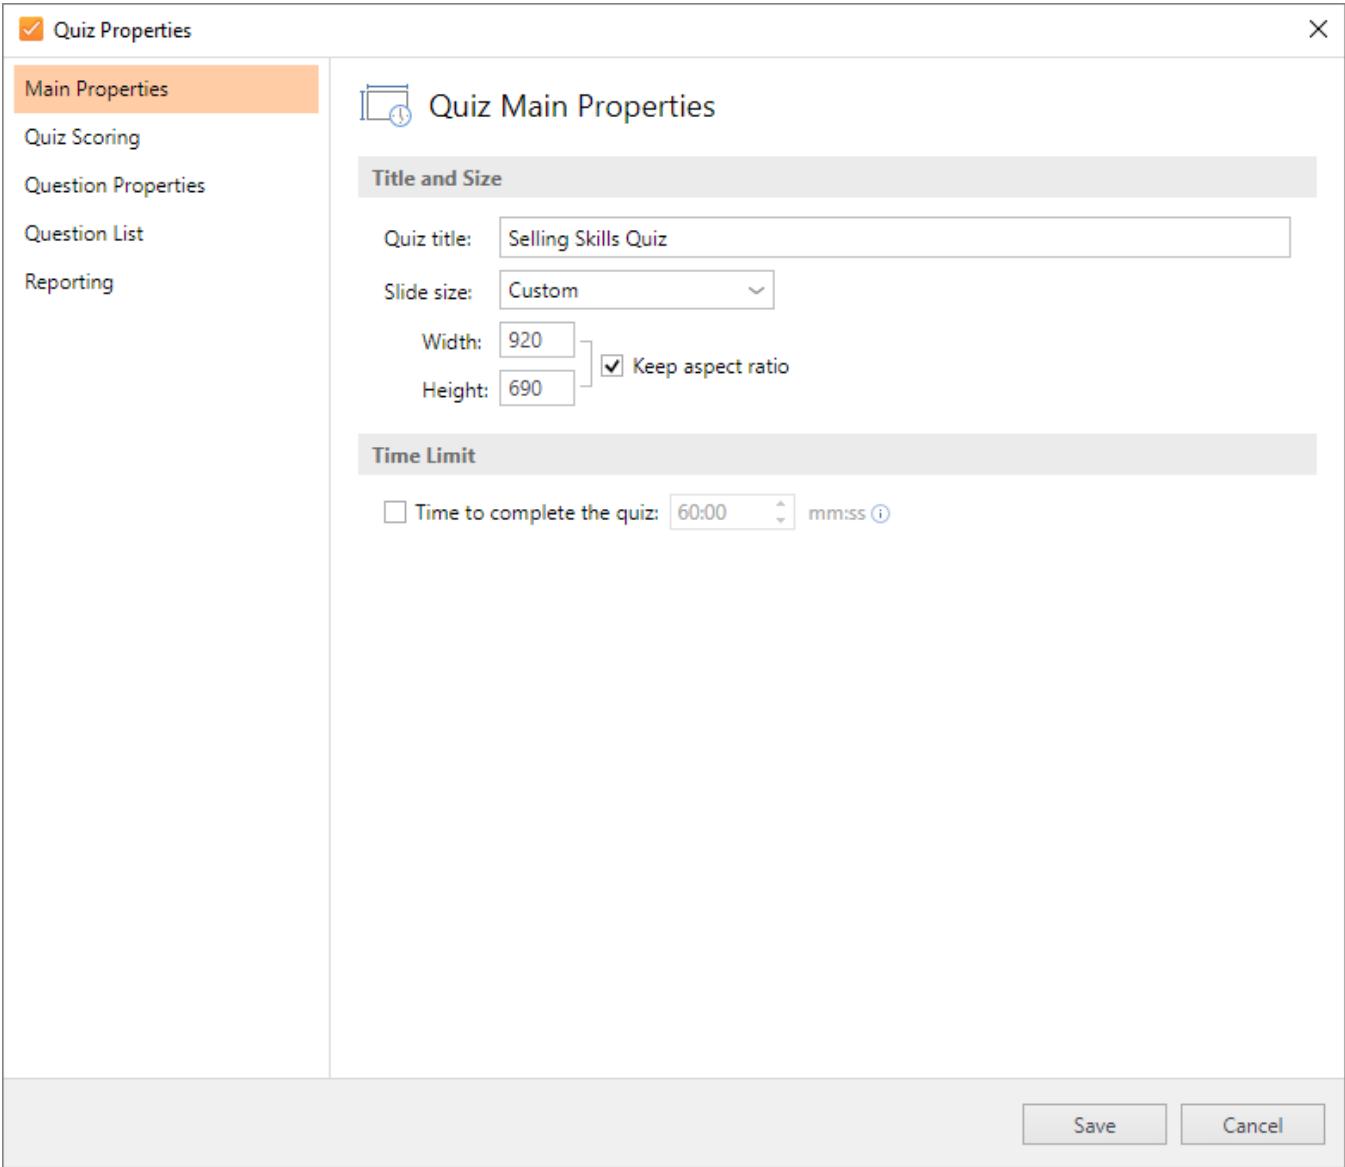 Quiz Properties
Main Properties
Quiz Scoring
Question Properties
Question List
Reporting
Quiz Main Properties
Title and Size
Quiz title: Selling Skills Quiz
Slide size: Custom
Width: 920
Keep aspect ratio
Height: 690
Time Limit
Time to complete the quiz: 60:00 mm:ss
Save Cancel